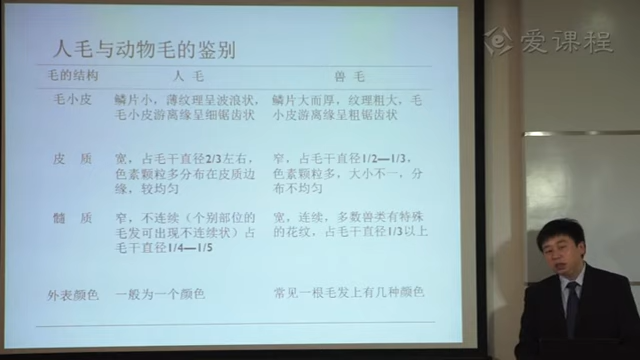 爱课程
人毛与动物毛的鉴别
毛的结构 人毛 兽毛
毛小皮 鳞片小，薄纹理呈波浪状， 鳞片大而厚，纹理粗大，毛
毛小皮游离缘呈细锯齿状 小皮游离缘呈粗锯齿状
皮质 宽，占毛干直径2/3左右， 窄，占毛干直径1/2—1/3，
色素颗粒多分布在皮质边 色素颗粒多，大小不一，分
缘，较均匀 布不均匀
髓质 窄，不连续（个别部位的 宽，连续，多数兽类有特殊
毛发可出现不连续状）占 的花纹，占毛干直径1/3以上
毛干直径1/4—1/5
外表颜色 一般为一个颜色 常见一根毛发上有几种颜色